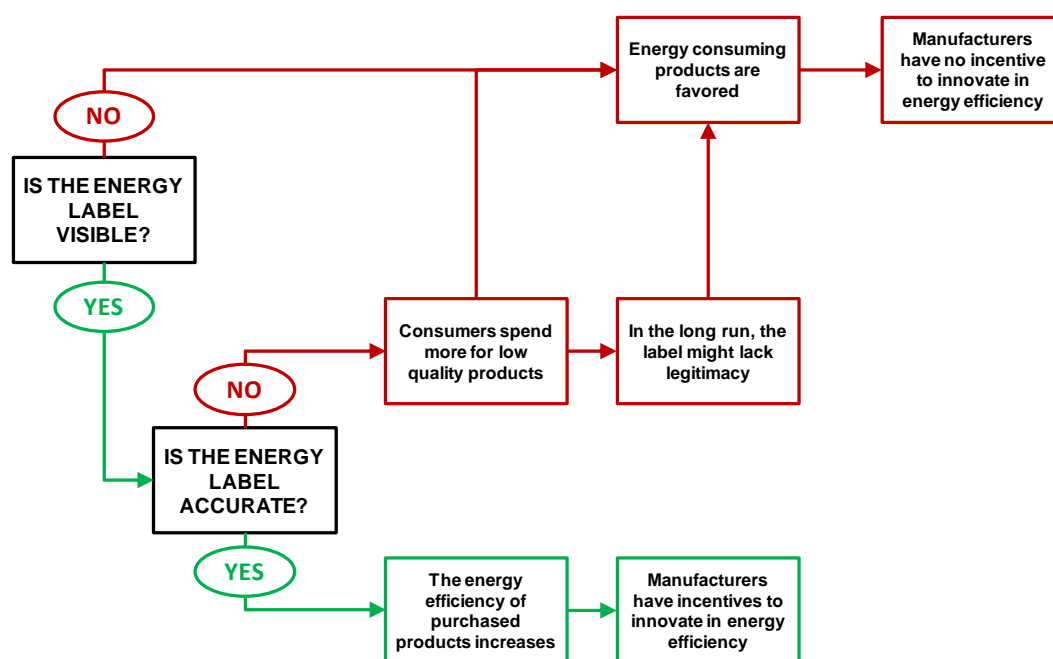 Energy consuming
products are
favored
Manufacturers
have no incentive
to innovate in
energy efficiency
NO
IS THE ENERGY
LABEL
VISIBLE?
YES
Consumers spend
more for low
quality products
In the long run, the
label might lack
legitimacy
NO
IS THE ENERGY
LABEL
ACCURATE?
YES
The energy
efficiency of
purchased
products increases
Manufacturers
have incentives to
innovate in energy
efficiency